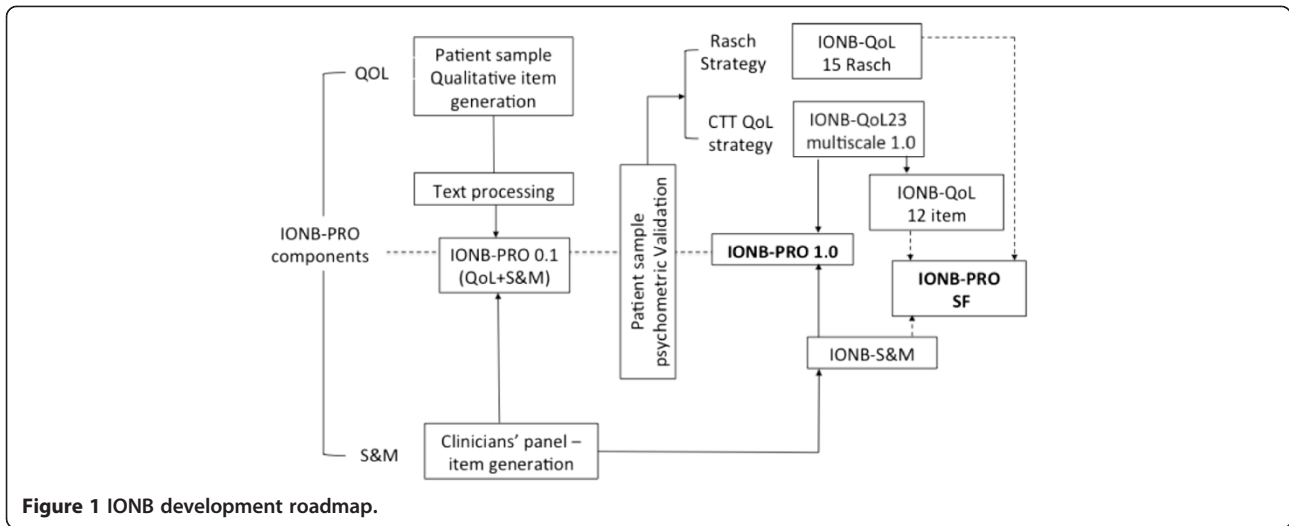 QOL
Patient sample
Qualitative item
generation
Text processing
IONB-PRO
components
IONB-PRO 0.1
(QoL+S&M)
S&M
Clinicians' panel –
item generation
Patient sample
psychometric Validation
Rasch
Strategy
IONB-QoL
15 Rasch
CTT QoL
strategy
IONB-QoL23
multiscale 1.0
IONB-QoL
12 item
IONB-PRO 1.0
IONB-PRO
SF
IONB-S&M
Figure 1 IONB development roadmap.